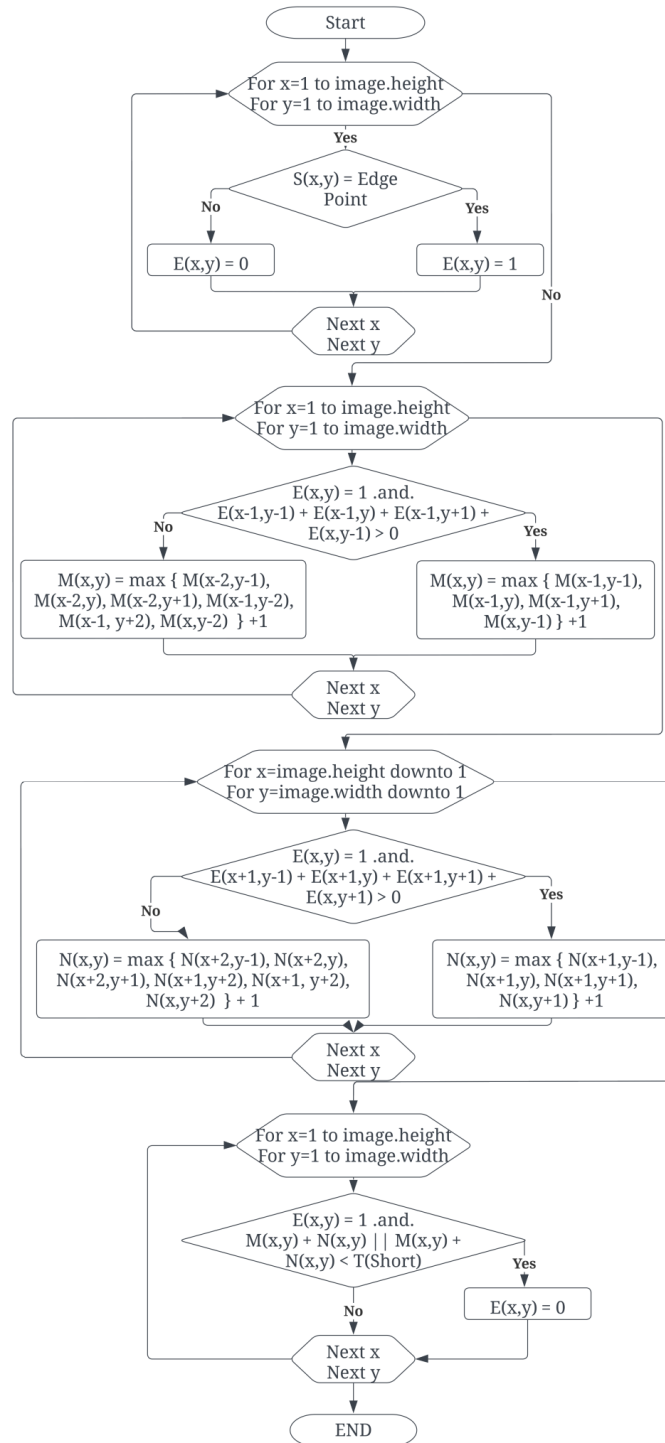 Start
For x=1 to image.height
For y=1 to image.width
Yes
S(x,y) = Edge
Point
No
Yes
E(x,y) = 0
E(x,y) = 1
No
Next x
Next y
For x=1 to image.height
For y=1 to image.width
E(x,y) = 1 .and.
E(x-1,y-1) + E(x-1,y) + E(x-1,y+1) +
E(x,y-1) > 0
No
Yes
M(x,y) = max { M(x-2,y-1),
M(x-2,y), M(x-2,y+1), M(x-1,y-2),
M(x-1, y+2), M(x,y-2) } +1
M(x,y) = max { M(x-1,y-1),
M(x-1,y), M(x-1,y+1),
M(x,y-1) } +1
Next x
Next y
For x=image.height downto 1
For y=image.width downto 1
E(x,y) = 1 .and.
E(x+1,y-1) + E(x+1,y) + E(x+1,y+1) +
E(x,y+1) > 0
No
Yes
N(x,y) = max { N(x+2,y-1), N(x+2,y),
N(x+2,y+1), N(x+1,y+2), N(x+1, y+2),
N(x,y+2) } + 1
N(x,y) = max { N(x+1,y-1),
N(x+1,y), N(x+1,y+1),
N(x,y+1) } +1
Next x
Next y
For x=1 to image.height
For y=1 to image.width
E(x,y) = 1 .and.
M(x,y) + N(x,y) || M(x,y) +
N(x,y) < T(Short)
Yes
No
E(x,y) = 0
Next x
Next y
END